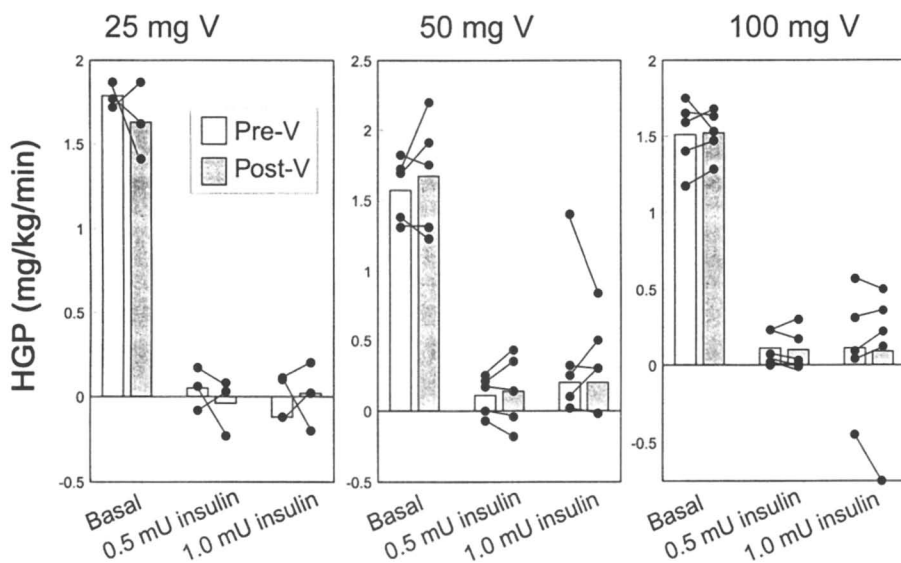 25 mg V
50 mg V
100 mg V
HGP (mg/kg/min)
2
1.5
1
0.5
0
-0.5
Pre-V
Post-V
Basal
0.5 mU insulin
1.0 mU insulin
2.5
2
1.5
1
0.5
0
-0.5
Basal
0.5 mU insulin
1.0 mU insulin
2
1.5
1
0.5
0
-0.5
Basal
0.5 mU insulin
1.0 mU insulin